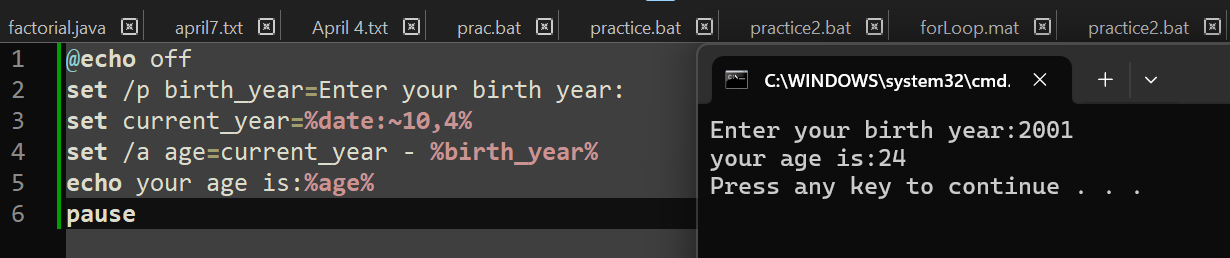 factorial.java april7.txt April 4.txt prac.bat practice.bat practice2.bat forLoop.mat practice2.bat
1 @echo off
2 set /p birth_year=Enter your birth year:
3 set current_year=%date:~10,4%
4 set /a age=current_year - %birth_year%
5 echo your age is:%age%
6 pause
C:\WINDOWS\system32\cmd.
Enter your birth year:2001
your age is:24
Press any key to continue . . .